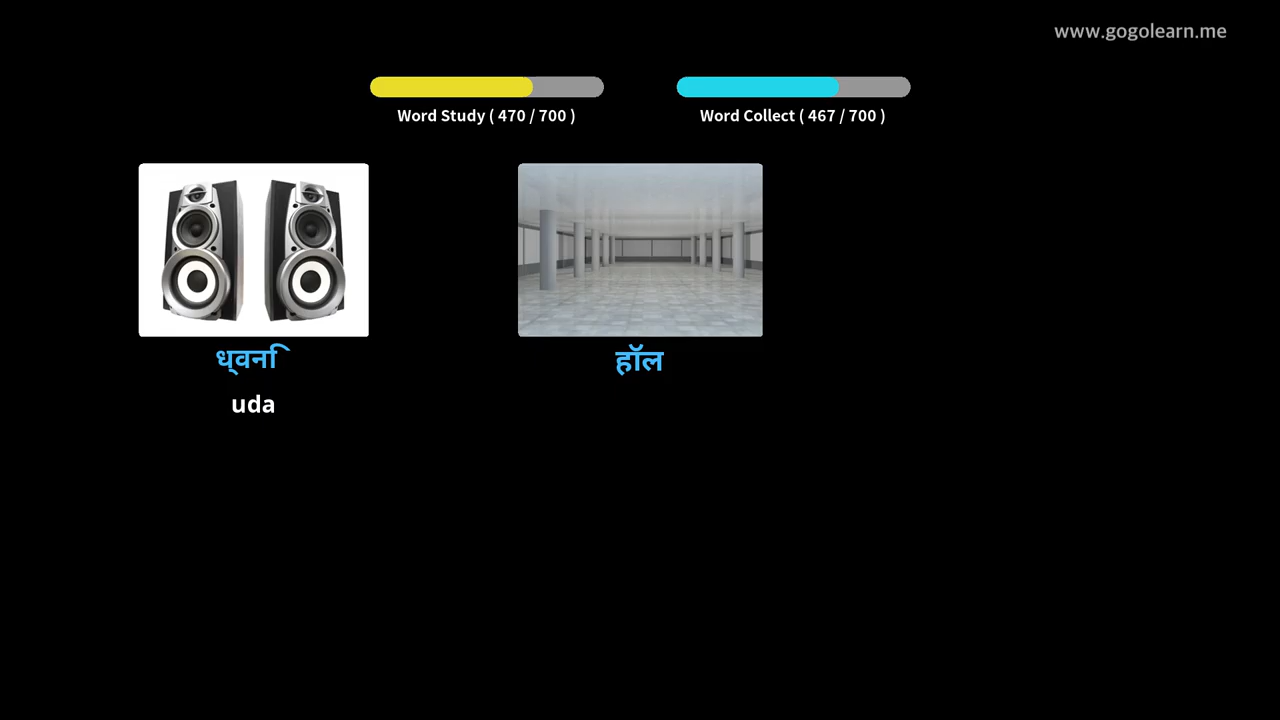 www.gogolearn.me
Word Study ( 470 / 700 )
Word Collect ( 467 / 700 )
ध्वनि
हॉल
uda